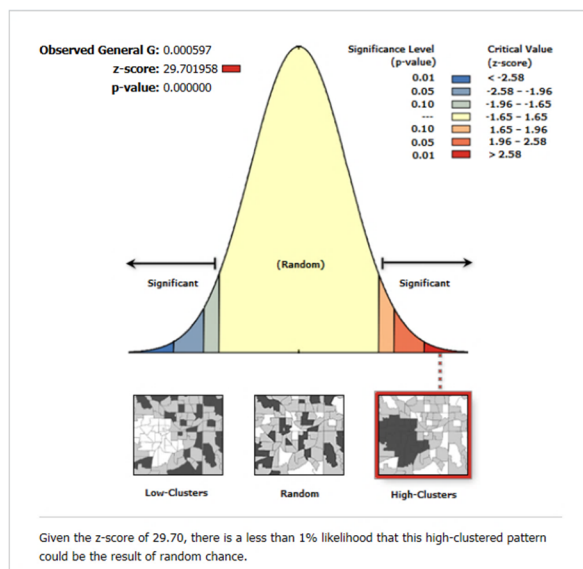 Observed General G: 0.000597
z-score: 29.701958
p-value: 0.000000
Significance Level
(p-value)
Critical Value
(z-score)
0.01 < -2.58
0.05 -2.58 – -1.96
0.10 -1.96 – -1.65
--- -1.65 – 1.65
0.10 1.65 – 1.96
0.05 1.96 – 2.58
0.01 > 2.58
Significant
(Random)
Significant
Low-Clusters
Random
High-Clusters
Given the z-score of 29.70, there is a less than 1% likelihood that this high-clustered pattern
could be the result of random chance.